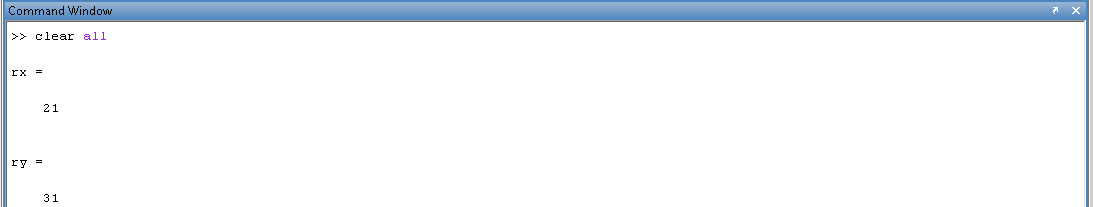 Command Window
>> clear all
rx =
21
ry =
31